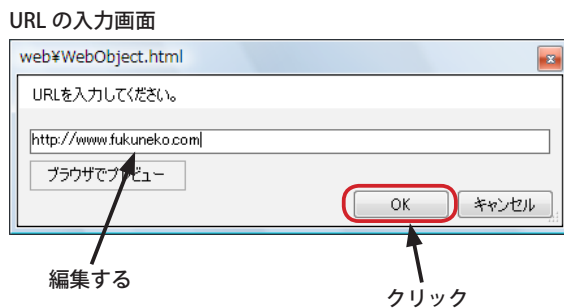 URL の入力画面
web¥WebObject.html
URLを入力してください。
http://www.fukuneko.com
ブラウザでプレビュー
OK キャンセル
編集する
クリック